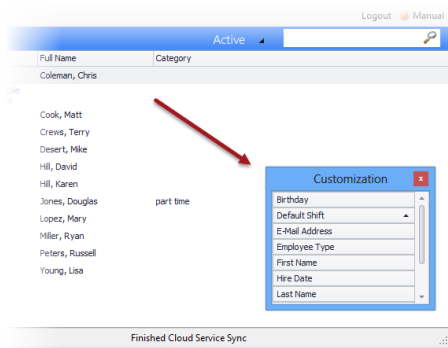 Logout Manual
Active
Full Name Category
Coleman, Chris
Cook, Matt
Crews, Terry
Desert, Mike
Hill, David
Hill, Karen
Jones, Douglas part time
Lopez, Mary
Miller, Ryan
Peters, Russell
Young, Lisa
Customization x
Birthday
Default Shift
E-Mail Address
Employee Type
First Name
Hire Date
Last Name
Finished Cloud Service Sync